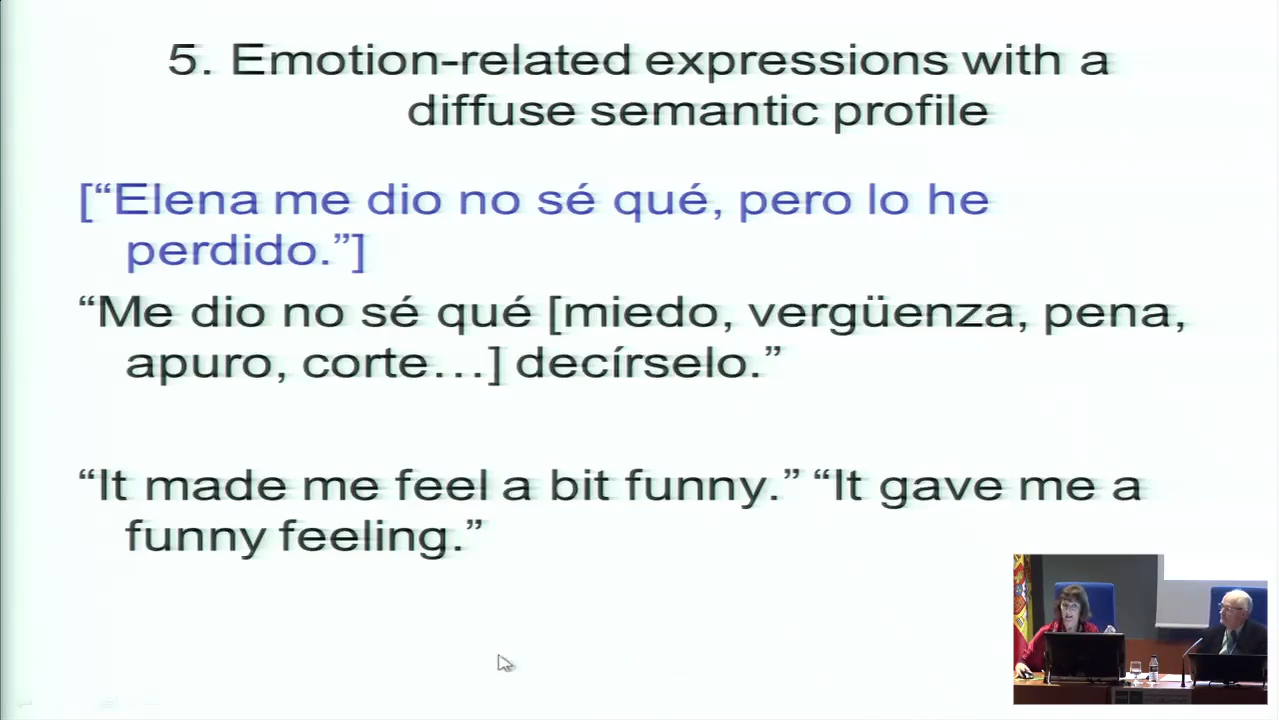 5. Emotion-related expressions with a
diffuse semantic profile
[“Elena me dio no sé qué, pero lo he
perdido.”]
“Me dio no sé qué [miedo, vergüenza, pena,
apuro, corte…] decírselo.”
“It made me feel a bit funny.” “It gave me a
funny feeling.”